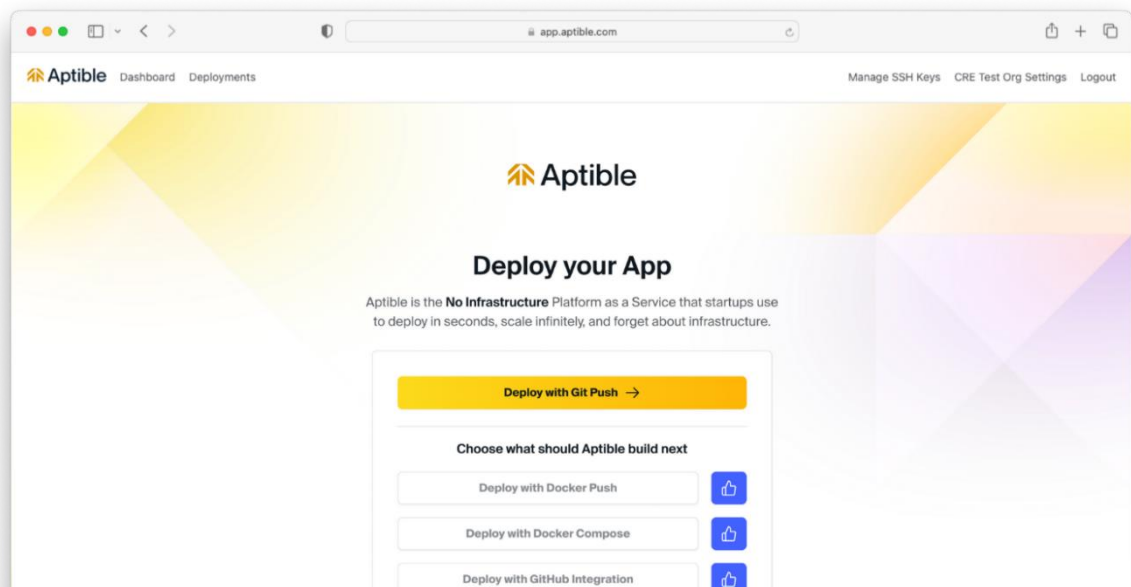 app.aptible.com
Aptible Dashboard Deployments Manage SSH Keys CRE Test Org Settings Logout
Aptible
Deploy your App
Aptible is the No Infrastructure Platform as a Service that startups use
to deploy in seconds, scale infinitely, and forget about infrastructure.
Deploy with Git Push →
Choose what should Aptible build next
Deploy with Docker Push
Deploy with Docker Compose
Deploy with GitHub Integration